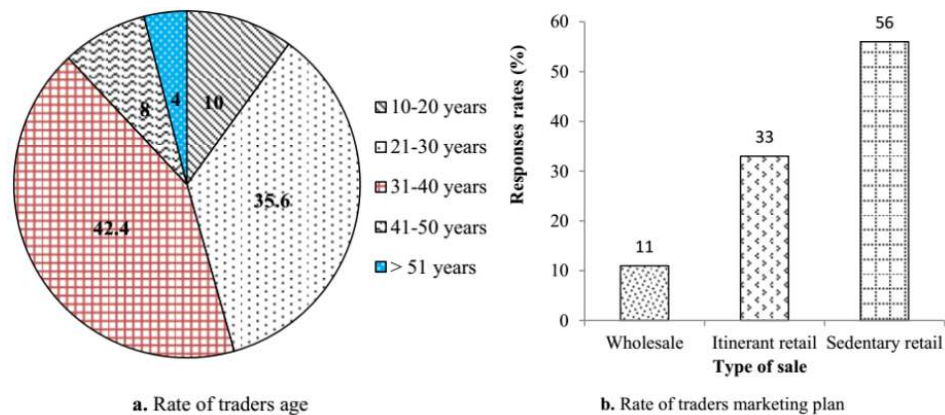 10
35.6
42.4
8
4
10-20 years
21-30 years
31-40 years
41-50 years
> 51 years
a. Rate of traders age
Responses rates (%)
60
50
40
30
20
10
0
11
33
56
Wholesale Itinerant retail Sedentary retail
Type of sale
b. Rate of traders marketing plan